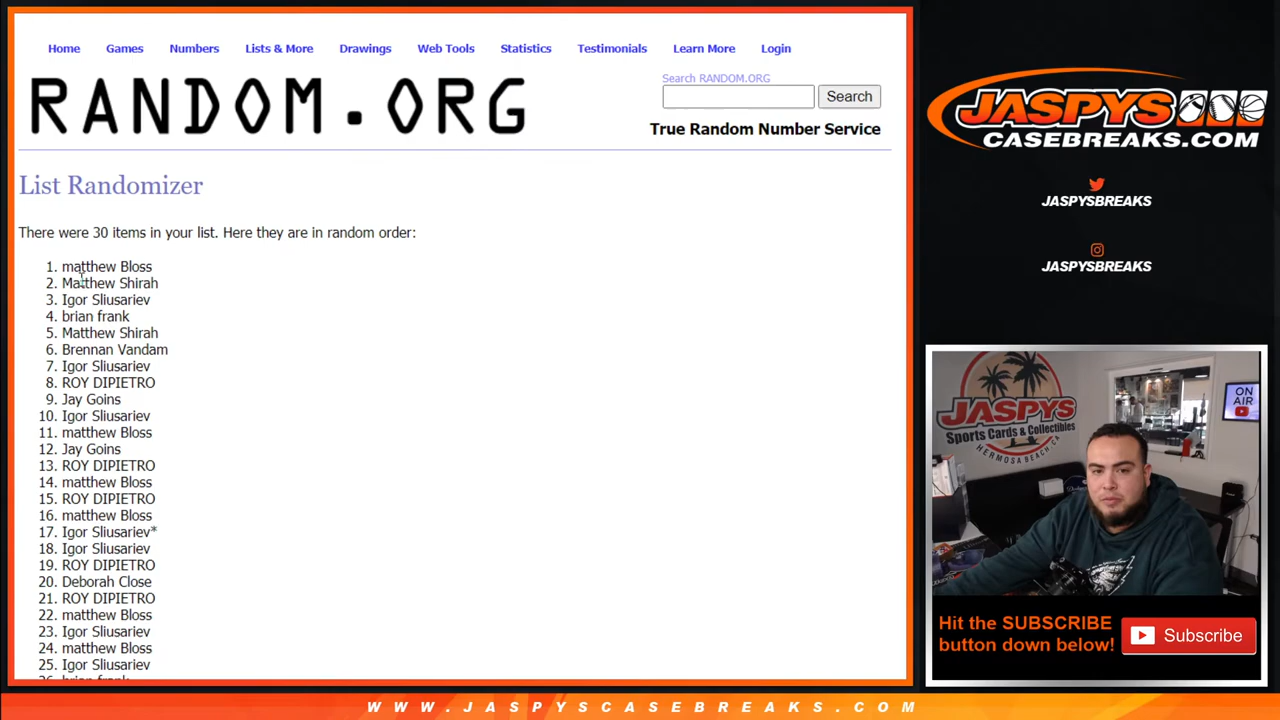 Home Games Numbers Lists & More Drawings Web Tools Statistics Testimonials Learn More Login
RANDOM.ORG
Search RANDOM.ORG
Search
True Random Number Service
List Randomizer
There were 30 items in your list. Here they are in random order:
1. matthew Bloss
2. Matthew Shirah
3. Igor Sliusariev
4. brian frank
5. Matthew Shirah
6. Brennan Vandam
7. Igor Sliusariev
8. ROY DIPIETRO
9. Jay Goins
10. Igor Sliusariev
11. matthew Bloss
12. Jay Goins
13. ROY DIPIETRO
14. matthew Bloss
15. ROY DIPIETRO
16. matthew Bloss
17. Igor Sliusariev*
18. Igor Sliusariev
19. ROY DIPIETRO
20. Deborah Close
21. ROY DIPIETRO
22. matthew Bloss
23. Igor Sliusariev
24. matthew Bloss
25. Igor Sliusariev
26. brian frank
JASPYS
CASEBREAKS.COM
JASPYSBREAKS
JASPYSBREAKS
JASPYS
Sports Cards & Collectibles
HERMOSA BEACH, CA
ON AIR
Hit the SUBSCRIBE
button down below!
Subscribe
WWW.JASPYSCASEBREAKS.COM